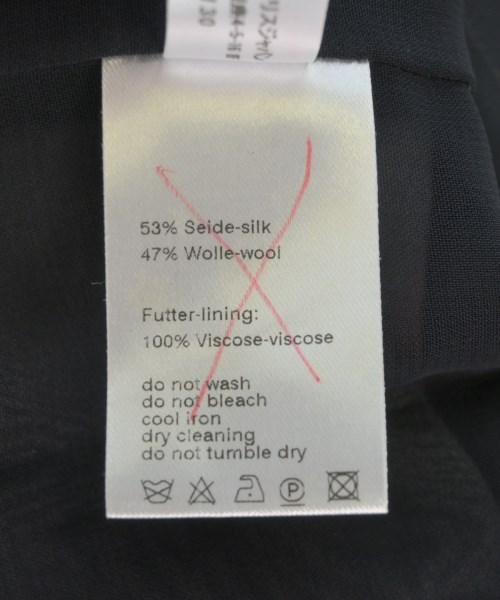 53% Seide-silk
47% Wolle-wool
Futter-lining:
100% Viscose-viscose
do not wash
do not bleach
cool iron
dry cleaning
do not tumble dry
P